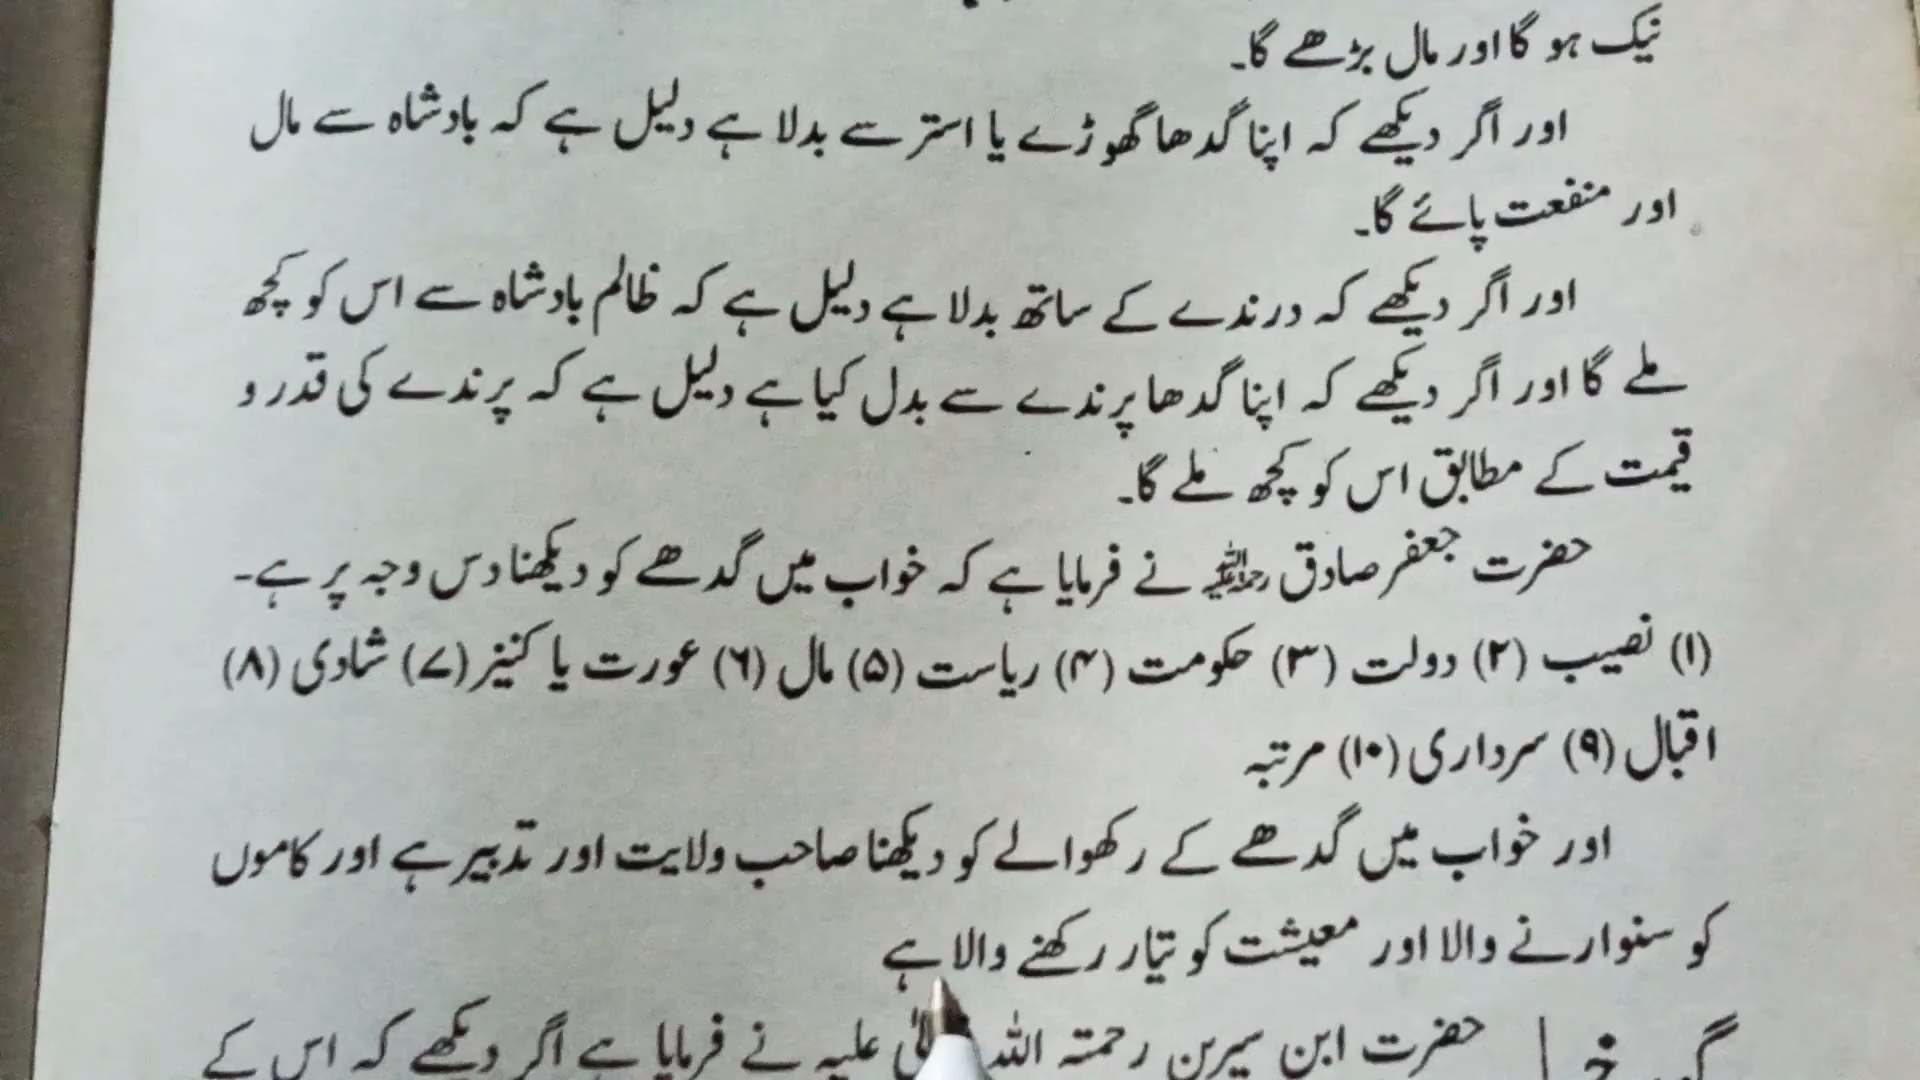 نیک ہو گا اور مال بڑھے گا۔
اور اگر دیکھے کہ اپنا گدھا گھوڑے یا استر سے بدلا ہے دلیل ہے کہ بادشاہ سے مال
اور منفعت پائے گا۔
اور اگر دیکھے کہ درندے کے ساتھ بدلا ہے دلیل ہے کہ ظالم بادشاہ سے اس کو کچھ
ملے گا اور اگر دیکھے کہ اپنا گدھا پرندے سے بدل کیا ہے دلیل ہے کہ پرندے کی قدر و
قیمت کے مطابق اس کو کچھ ملے گا۔
حضرت جعفر صادق رحمۃ اللہ علیہ نے فرمایا ہے کہ خواب میں گدھے کو دیکھنا دس وجہ پر ہے۔
(۱) نصیب (۲) دولت (۳) حکومت (۴) ریاست (۵) مال (۶) عورت یا کنیز (۷) شادی (۸)
اقبال (۹) سرداری (۱۰) مرتبہ
اور خواب میں گدھے کے رکھوالے کو دیکھنا صاحب ولایت اور تدبیر ہے اور کاموں
کو سنوارنے والا اور معیشت کو تیار رکھنے والا ہے
حضرت ابن سیرین رحمتہ اللہ علیہ نے فرمایا ہے اگر دیکھے کہ اس کے